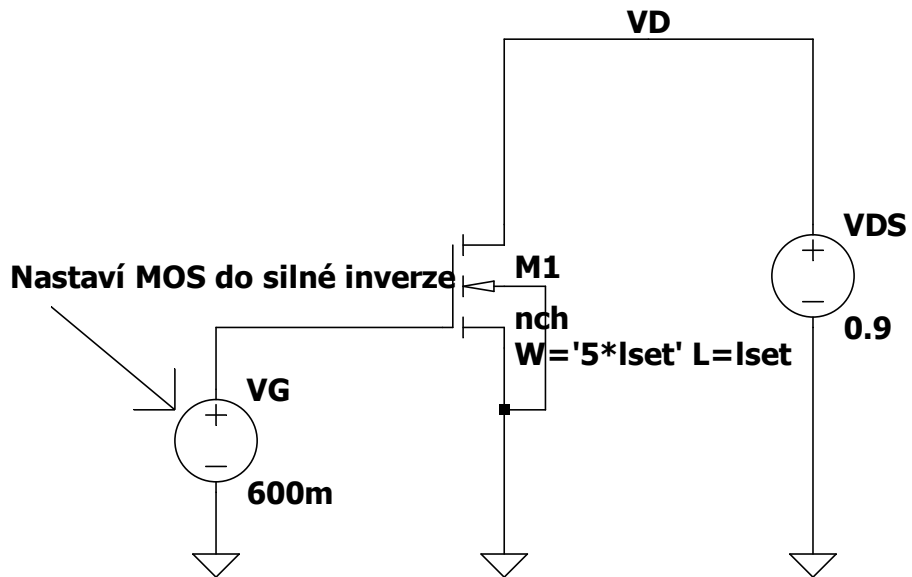 VD
VDS
Nastaví MOS do silné inverze
M1
nch
0.9
W='5*lset' L=lset
VG
600m